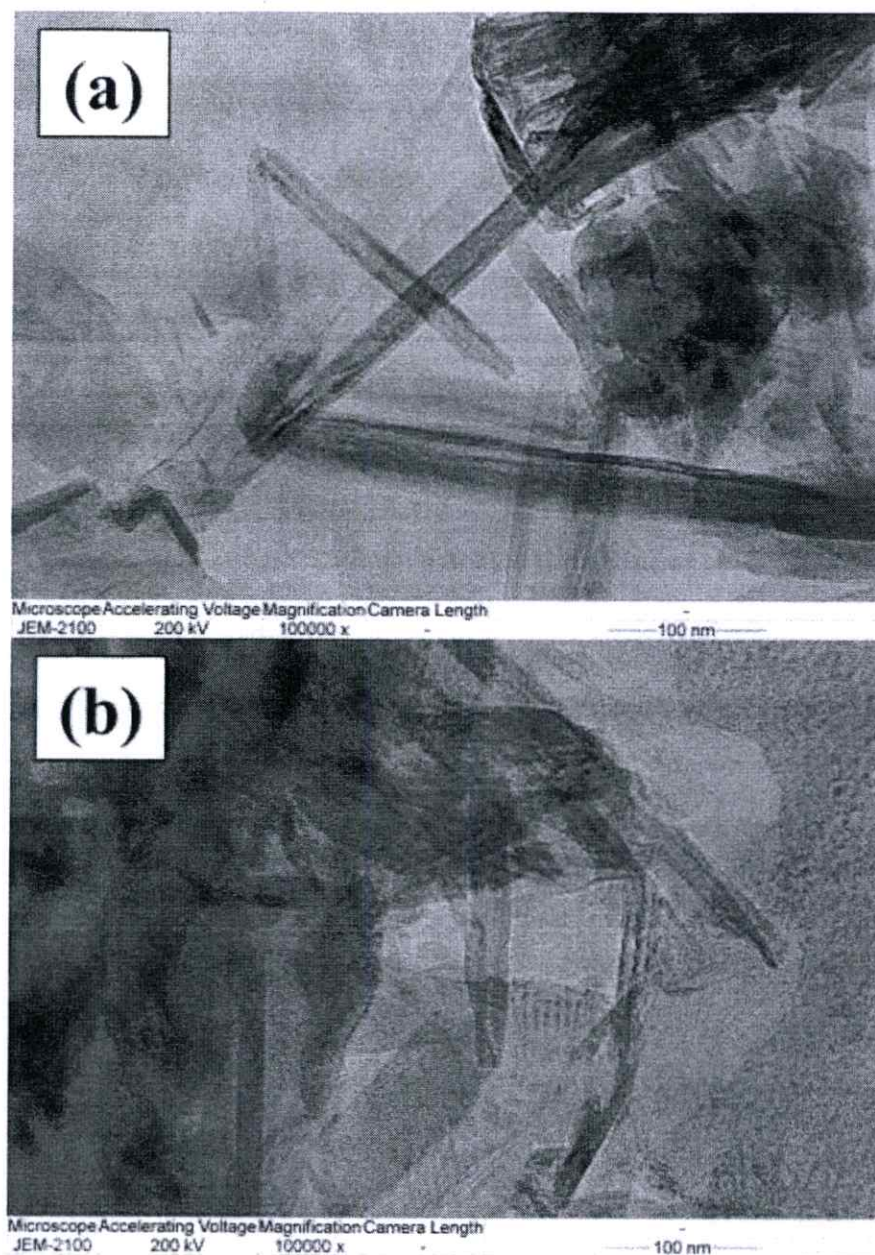 (a)
Microscope Accelerating Voltage Magnification Camera Length -
JEM-2100 200 kV 100000 x - 100 nm
(b)
Microscope Accelerating Voltage Magnification Camera Length -
JEM-2100 200 kV 100000 x - 100 nm